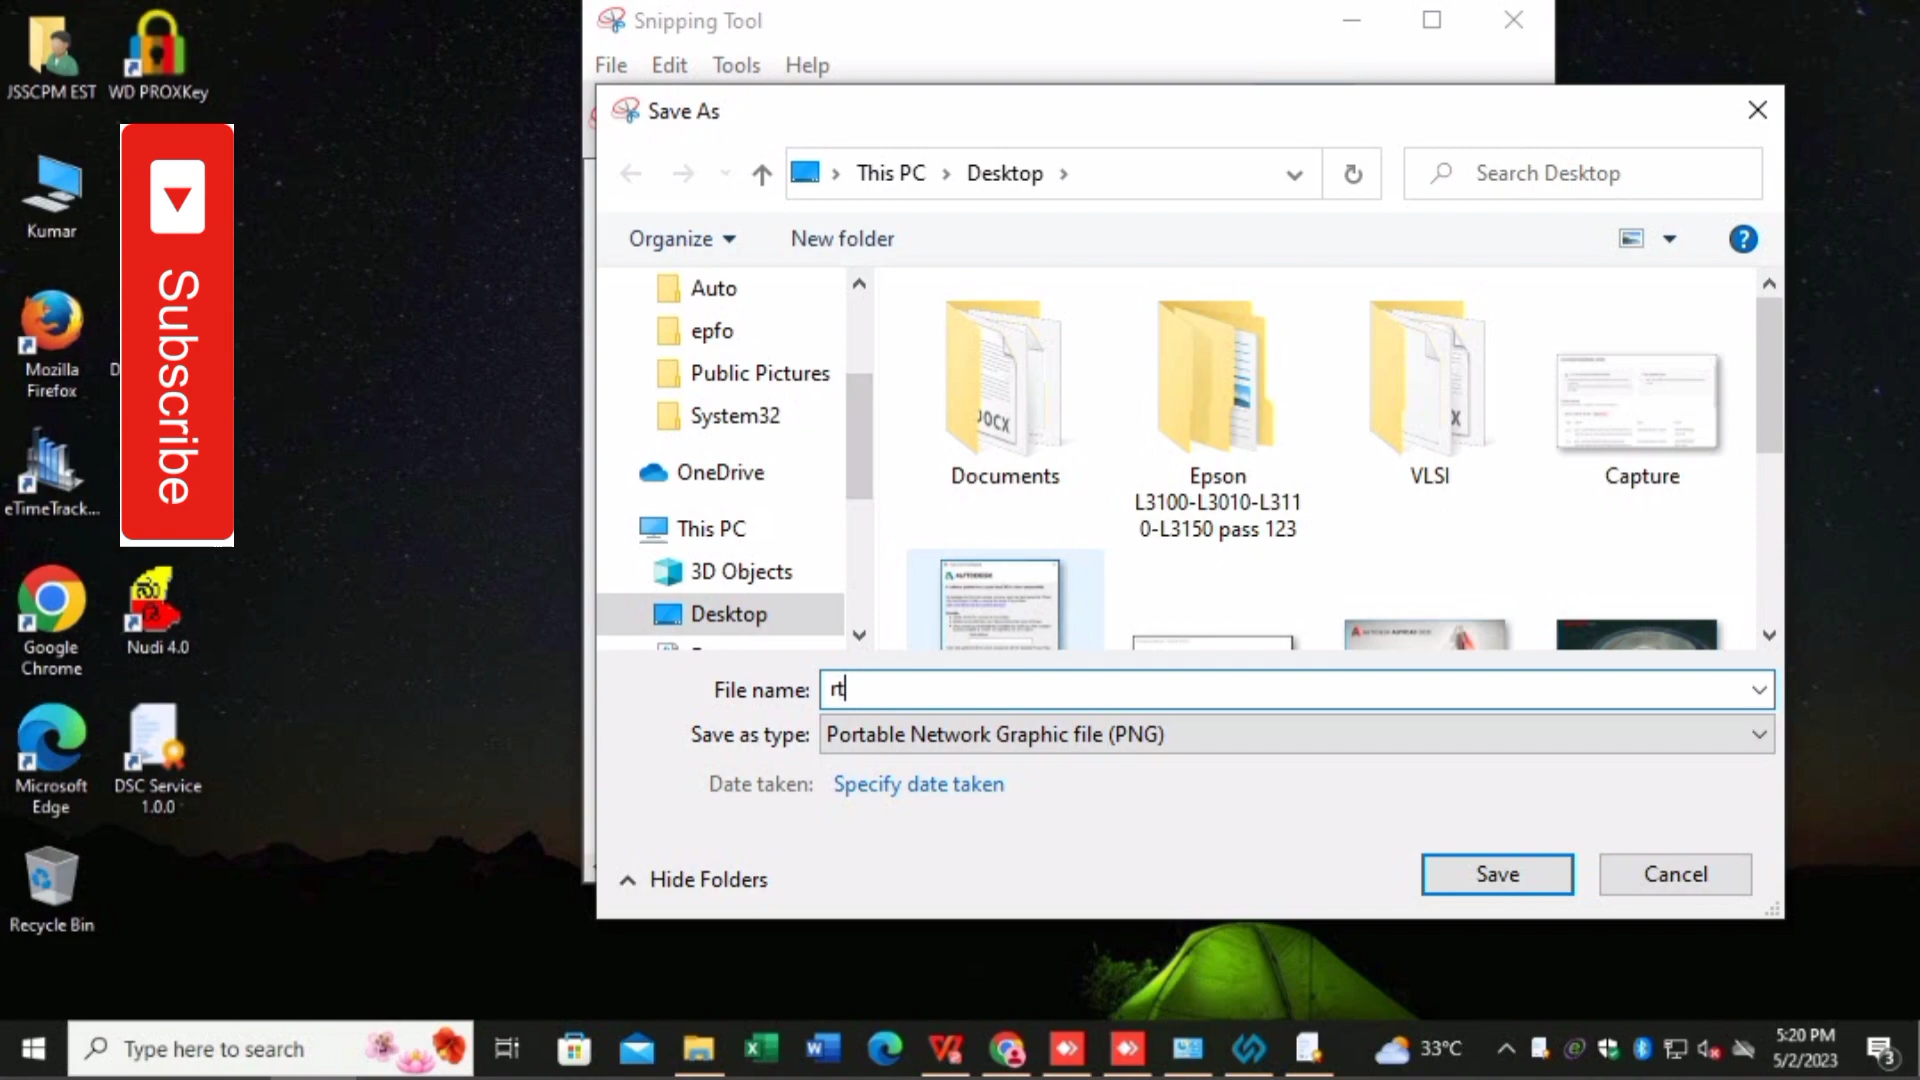 JSSCPM EST
WD PROXKey
Kumar
Mozilla
Firefox
D
eTimeTrack...
Google
Chrome
Nudi 4.0
Microsoft
Edge
DSC Service
1.0.0
Recycle Bin
Subscribe
Snipping Tool
File Edit Tools Help
Save As
This PC > Desktop >
Search Desktop
Organize
New folder
?
Auto
epfo
Public Pictures
System32
OneDrive
This PC
3D Objects
Desktop
DOCX
Documents
Epson
L3100-L3010-L311
0-L3150 pass 123
X
VLSI
Capture
AUTODESK
File name: rt
Save as type: Portable Network Graphic file (PNG)
Date taken: Specify date taken
Hide Folders
Save
Cancel
Type here to search
33°C
5:20 PM
5/2/2023
3